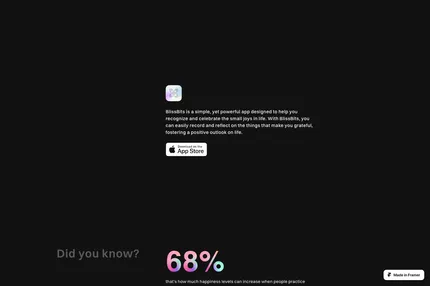 BlissBits is a simple, yet powerful app designed to help you
recognize and celebrate the small joys in life. With BlissBits, you
can easily record and reflect on the things that make you grateful,
fostering a positive outlook on life.
Download on the
App Store
Did you know?
68%
that's how much happiness levels can increase when people practice
Made in Framer